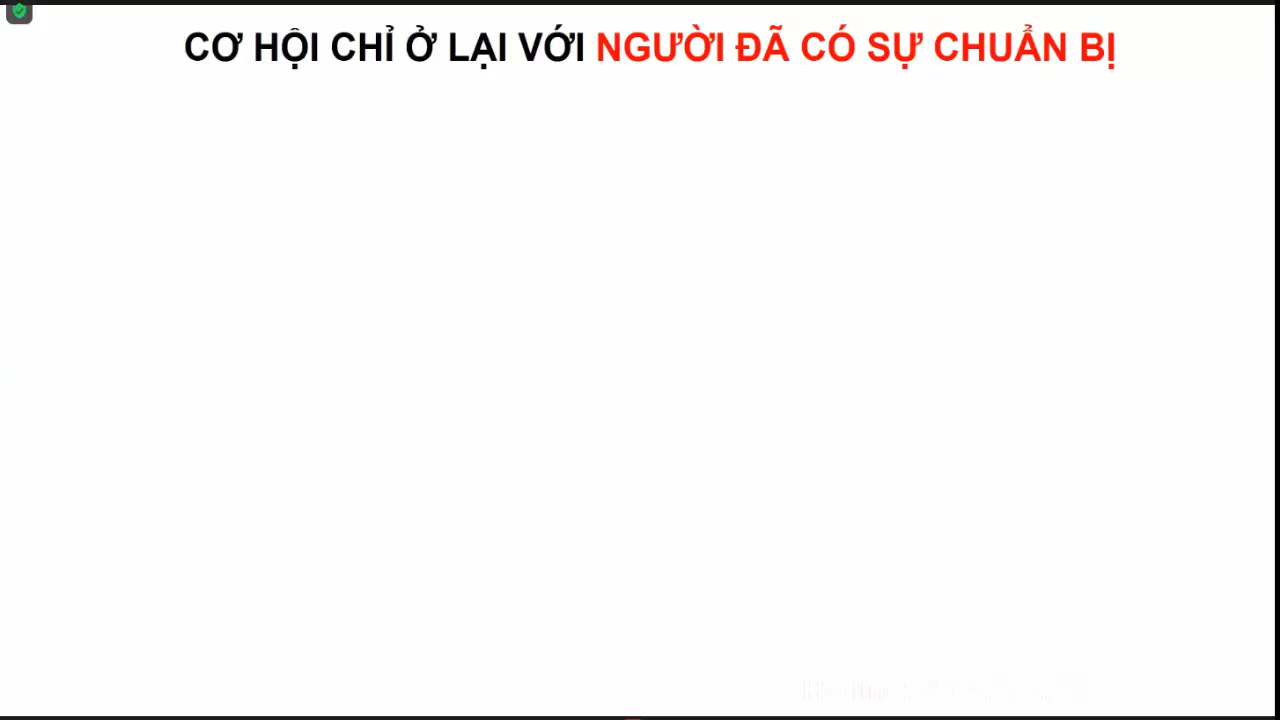 CƠ HỘI CHỈ Ở LẠI VỚI NGƯỜI ĐÃ CÓ SỰ CHUẨN BỊ